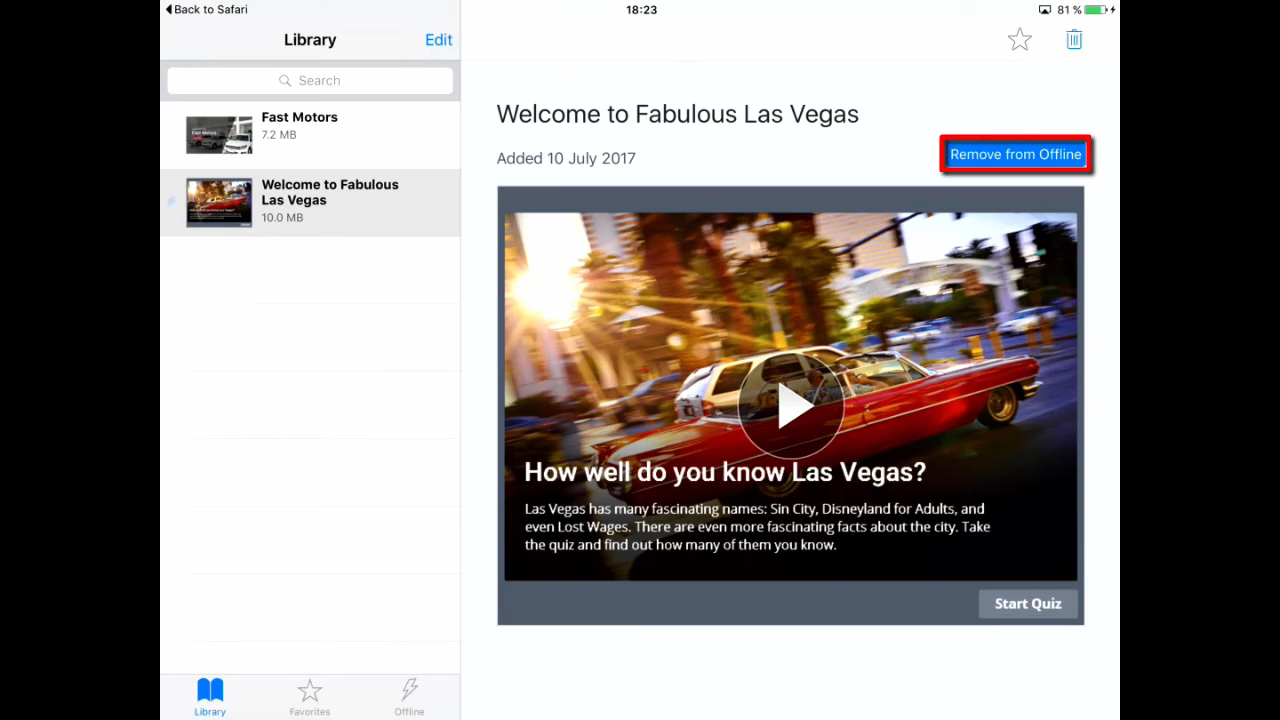 Back to Safari
18:23
81 %
Library
Edit
Search
Fast Motors
7.2 MB
Welcome to Fabulous
Las Vegas
10.0 MB
Library
Favorites
Offline
Welcome to Fabulous Las Vegas
Added 10 July 2017
Remove from Offline
How well do you know Las Vegas?
Las Vegas has many fascinating names: Sin City, Disneyland for Adults, and
even Lost Wages. There are even more fascinating facts about the city. Take
the quiz and find out how many of them you know.
Start Quiz